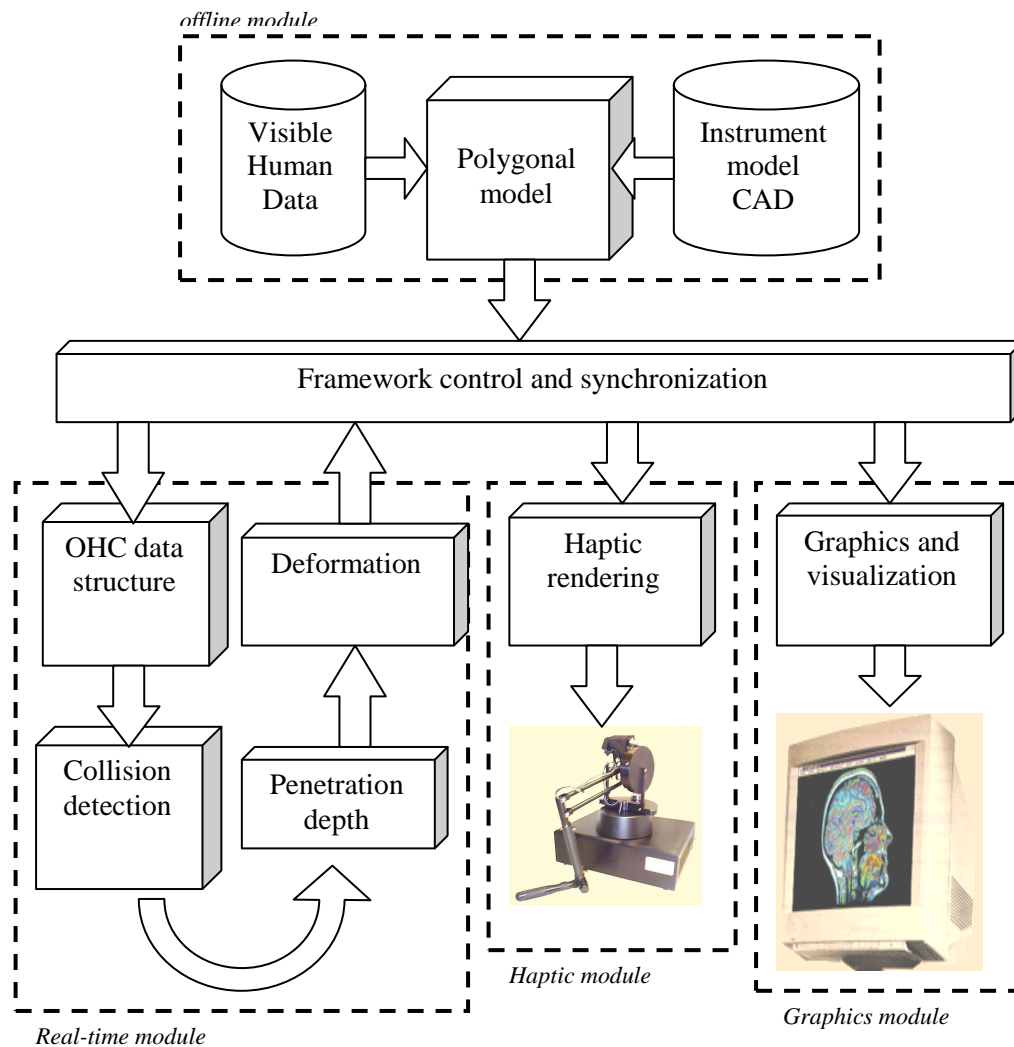 offline module
Visible
Human
Data
Polygonal
model
Instrument
model
CAD
Framework control and synchronization
OHC data
structure
Deformation
Haptic
rendering
Graphics and
visualization
Collision
detection
Penetration
depth
Haptic module
Graphics module
Real-time module